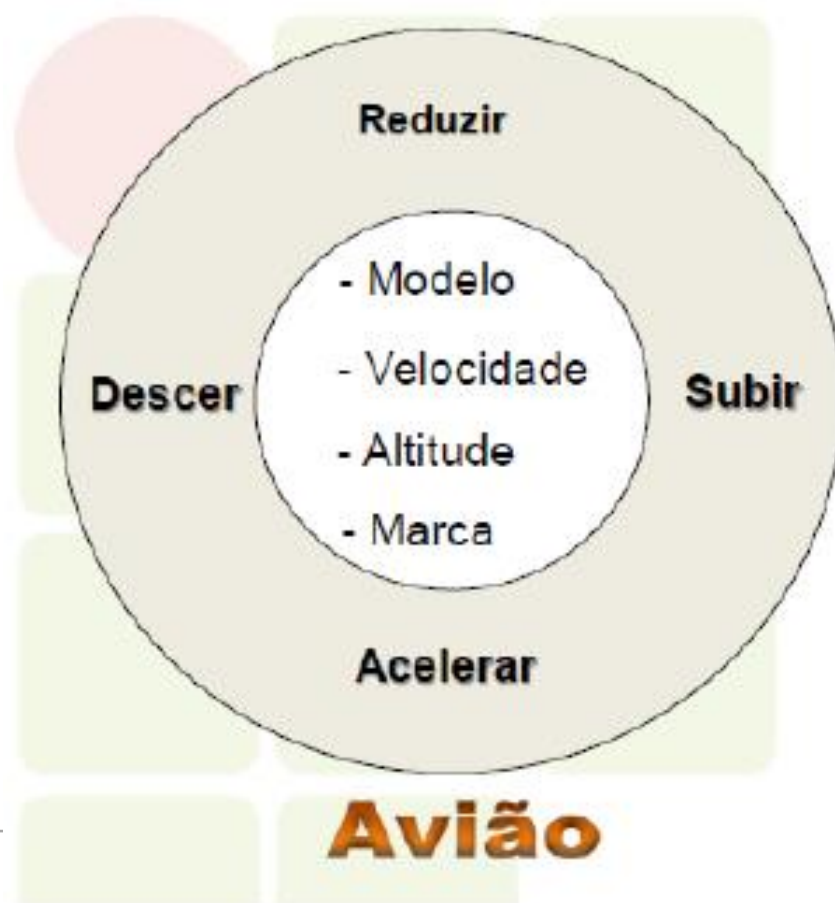 Reduzir
- Modelo
- Velocidade
Descer
Subir
- Altitude
- Marca
Acelerar
Avião